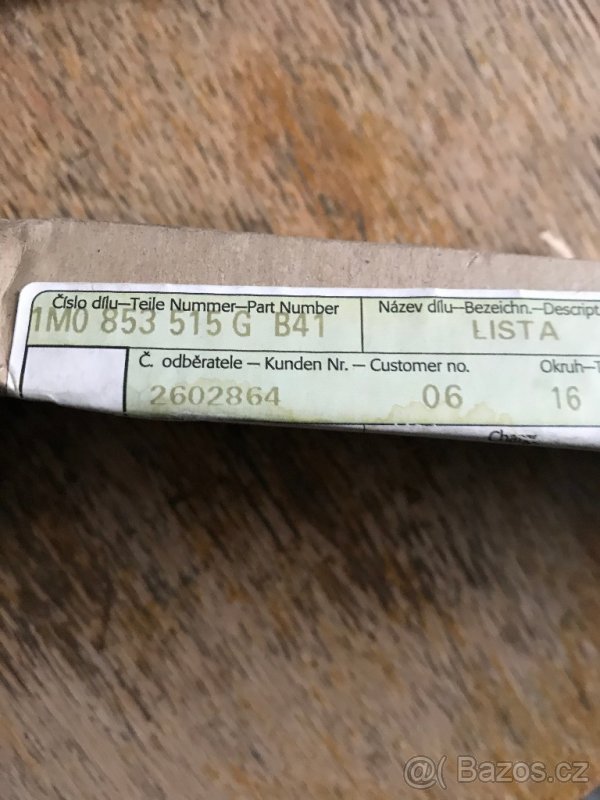 Číslo dílu—Teile Nummer—Part Number
1M0 853 515 G B41
Název dílu—Bezeichn.—Descript.
LISTA
Č. odběratele — Kunden Nr. — Customer no.
2602864 06
Okruh—T
16
@( Bazos.cz